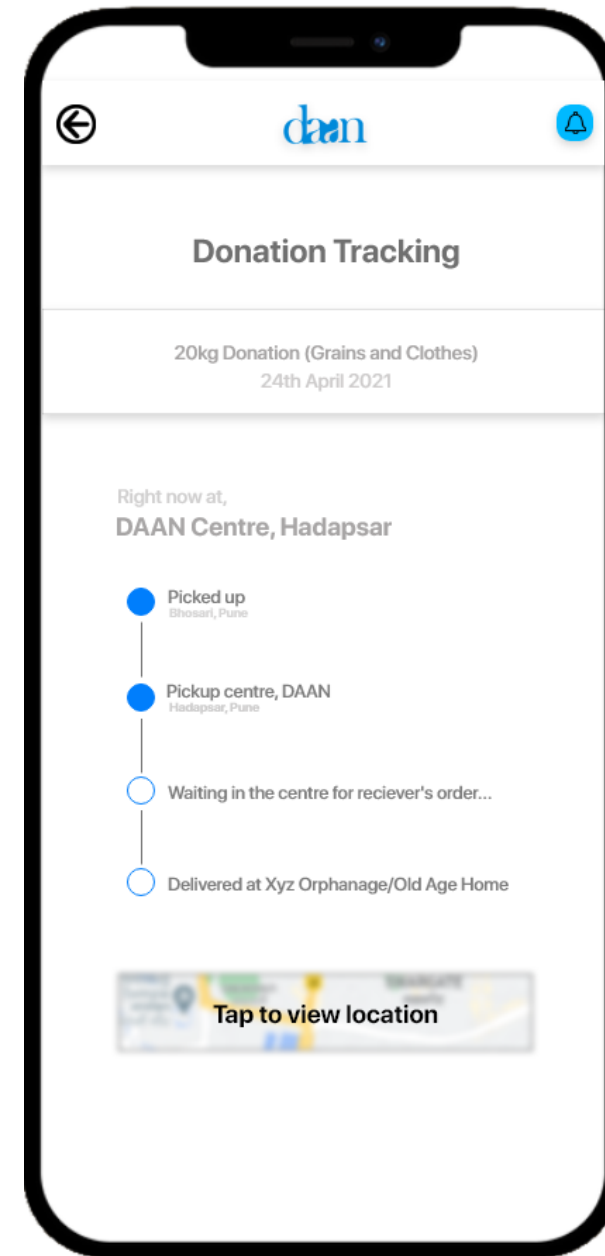 daan
Donation Tracking
20kg Donation (Grains and Clothes)
24th April 2021
Right now at,
DAAN Centre, Hadapsar
Picked up
Bhosari, Pune
Pickup centre, DAAN
Hadapsar, Pune
Waiting in the centre for reciever's order...
Delivered at Xyz Orphanage/Old Age Home
Tap to view location